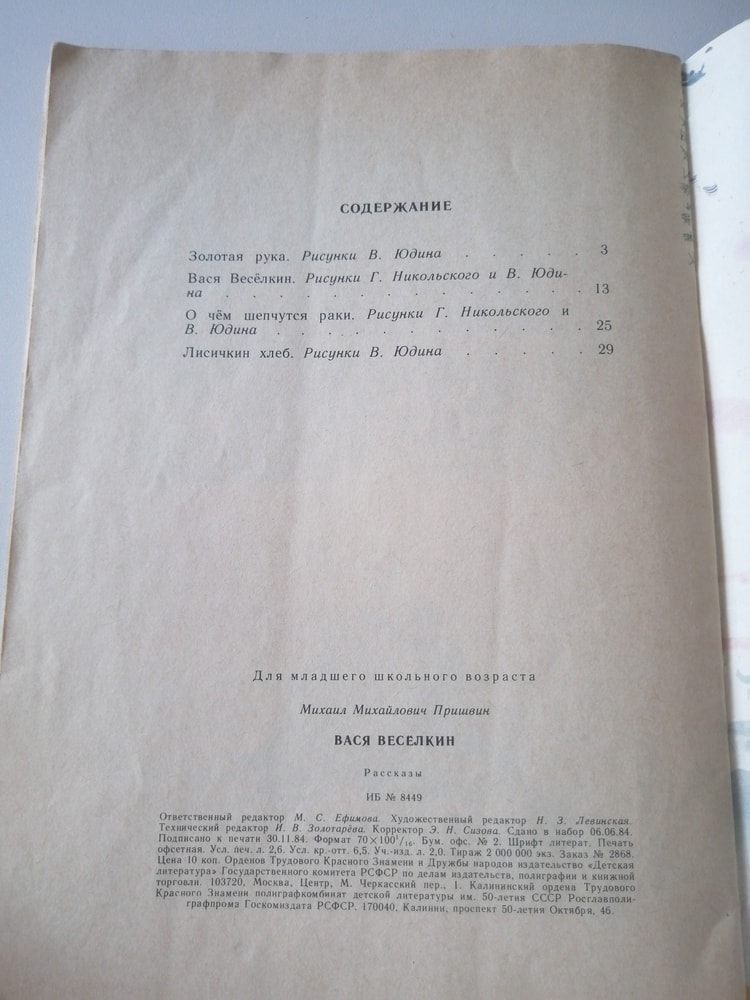 СОДЕРЖАНИЕ
Золотая рука. Рисунки В. Юдина . . . . . 3
Вася Весёлкин. Рисунки Г. Никольского и В. Юди-
на . . . . . . . . . . . . . . 13
О чём шепчутся раки. Рисунки Г. Никольского и
В. Юдина . . . . . . . . . . . . 25
Лисичкин хлеб. Рисунки В. Юдина . . . . . 29
Для младшего школьного возраста
Михаил Михайлович Пришвин
ВАСЯ ВЕСЕЛКИН
Рассказы
ИБ № 8449
Ответственный редактор М. С. Ефимова. Художественный редактор Н. З. Левинская.
Технический редактор И. В. Золотарёва. Корректор Э. Н. Сизова. Сдано в набор 06.06.84.
Подписано к печати 30.11.84. Формат 70×100¹/₁₆. Бум. офс. № 2. Шрифт литерат. Печать
офсетная. Усл. печ. л. 2,6. Усл. кр.-отт. 6,5. Уч.-изд. л. 2,0. Тираж 2 000 000 экз. Заказ № 2868.
Цена 10 коп. Орденов Трудового Красного Знамени и Дружбы народов издательство «Детская
литература» Государственного комитета РСФСР по делам издательств, полиграфии и книжной
торговли. 103720, Москва, Центр, М. Черкасский пер., 1. Калининский ордена Трудового
Красного Знамени полиграфкомбинат детской литературы им. 50-летия СССР Росглавполи-
графпрома Госкомиздата РСФСР. 170040, Калинин, проспект 50-летия Октября, 46.